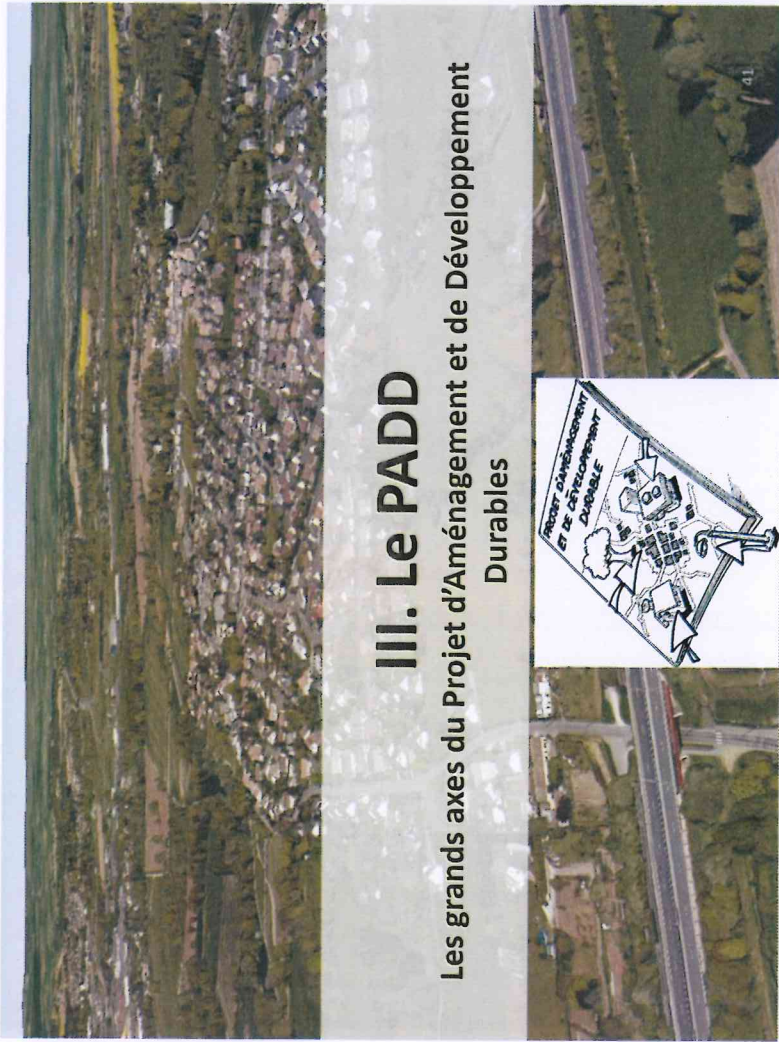 III. Le PADD
Les grands axes du Projet d'Aménagement et de Développement
Durables
PROJET D'AMÉNAGEMENT
ET DE DÉVELOPPEMENT
DURABLE
41